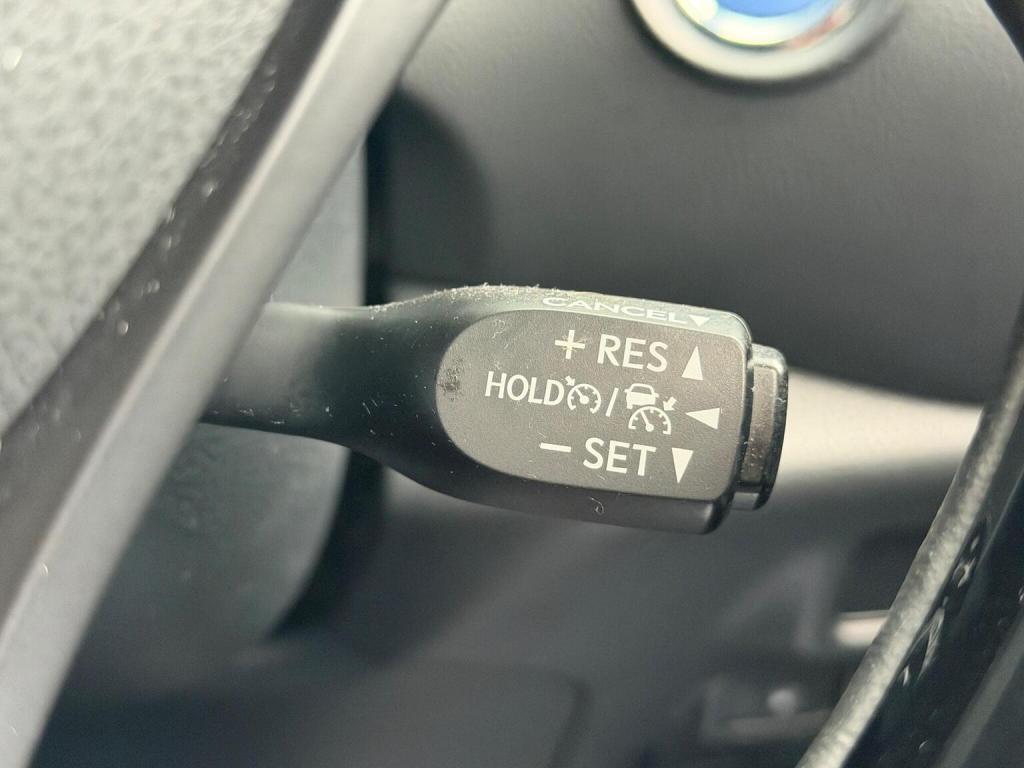 CANCEL▼
+ RES ▲
HOLD / ◀
− SET ▼